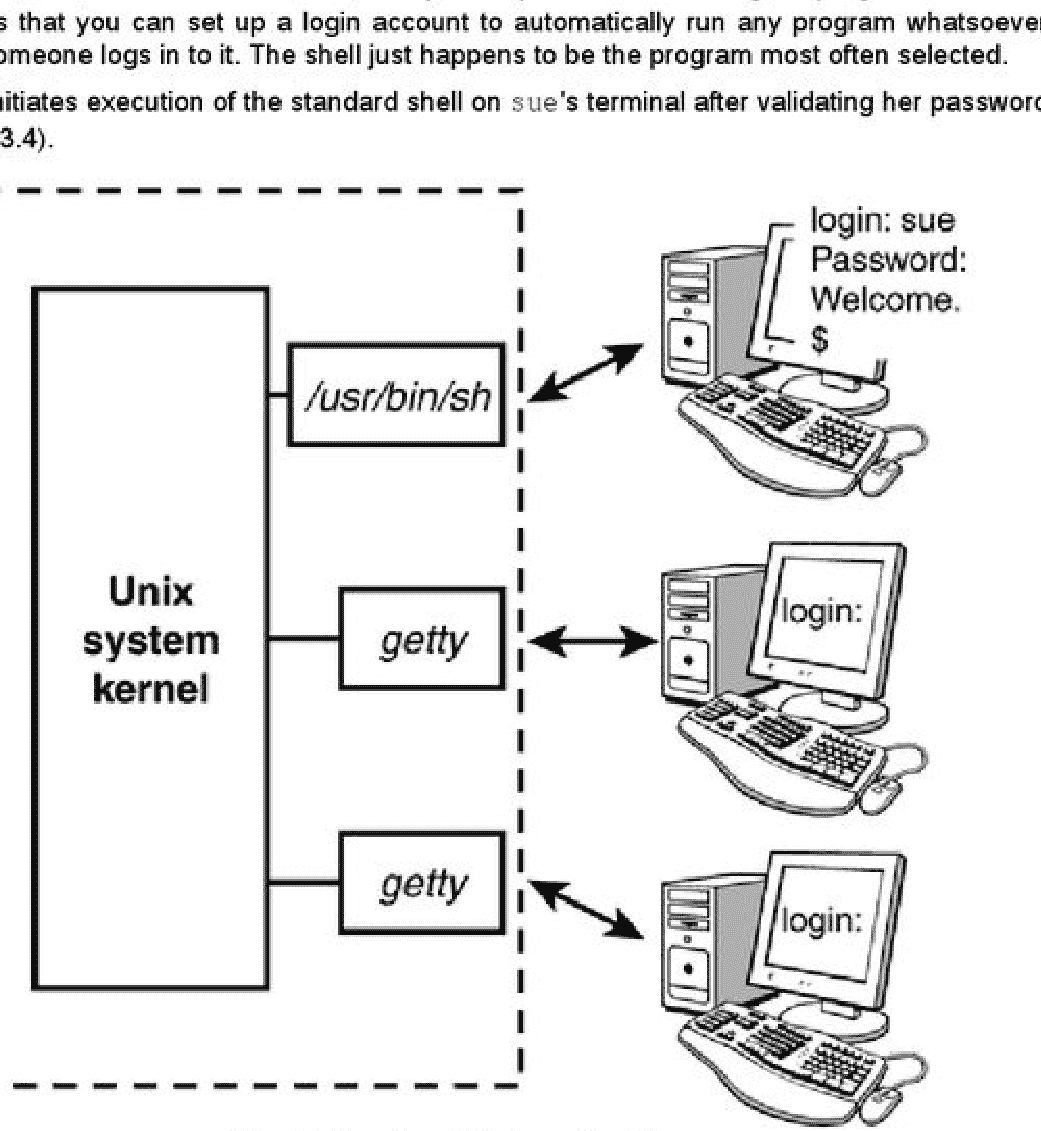 s that you can set up a login account to automatically run any program whatsoever
omeone logs in to it. The shell just happens to be the program most often selected.
nitiates execution of the standard shell on sue's terminal after validating her password
3.4).
login: sue
Password:
Welcome.
$
/usr/bin/sh
Unix
system
kernel
getty
login:
getty
login: